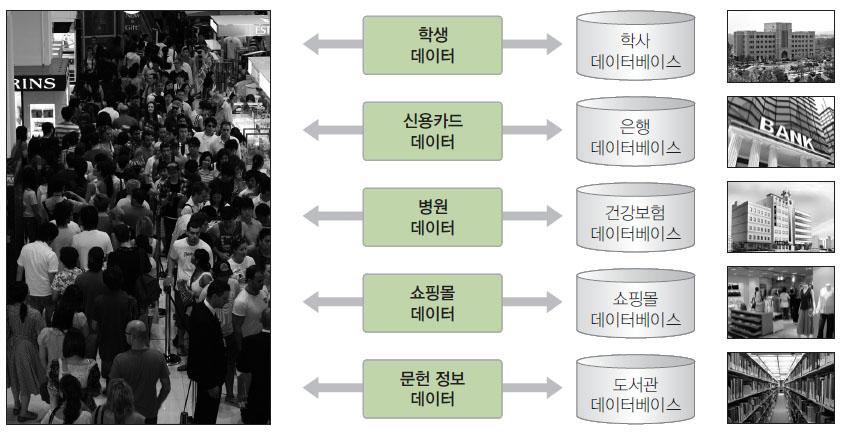 Now
Gift
EST
RINS
학생
데이터
학사
데이터베이스
신용카드
데이터
은행
데이터베이스
BANK
병원
데이터
건강보험
데이터베이스
쇼핑몰
데이터
쇼핑몰
데이터베이스
문헌 정보
데이터
도서관
데이터베이스